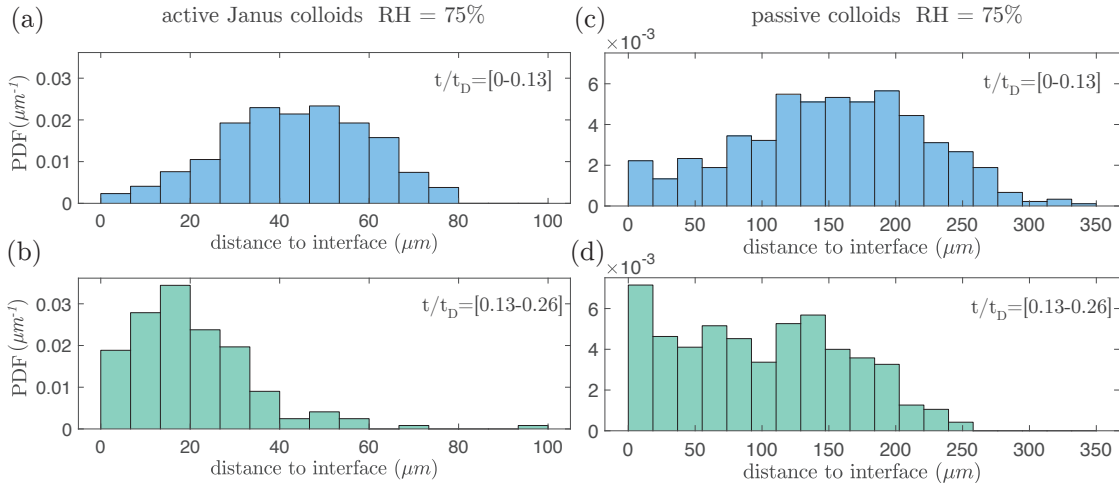 (a) active Janus colloids RH = 75%
PDF(μm⁻¹)
0.03
0.02
0.01
0
t/t_D=[0-0.13]
0 20 40 60 80 100
distance to interface (μm)
(b)
PDF(μm⁻¹)
0.03
0.02
0.01
0
t/t_D=[0.13-0.26]
0 20 40 60 80 100
distance to interface (μm)
(c) passive colloids RH = 75%
×10⁻³
6
4
2
0
t/t_D=[0-0.13]
0 50 100 150 200 250 300 350
distance to interface (μm)
(d)
×10⁻³
6
4
2
0
t/t_D=[0.13-0.26]
0 50 100 150 200 250 300 350
distance to interface (μm)